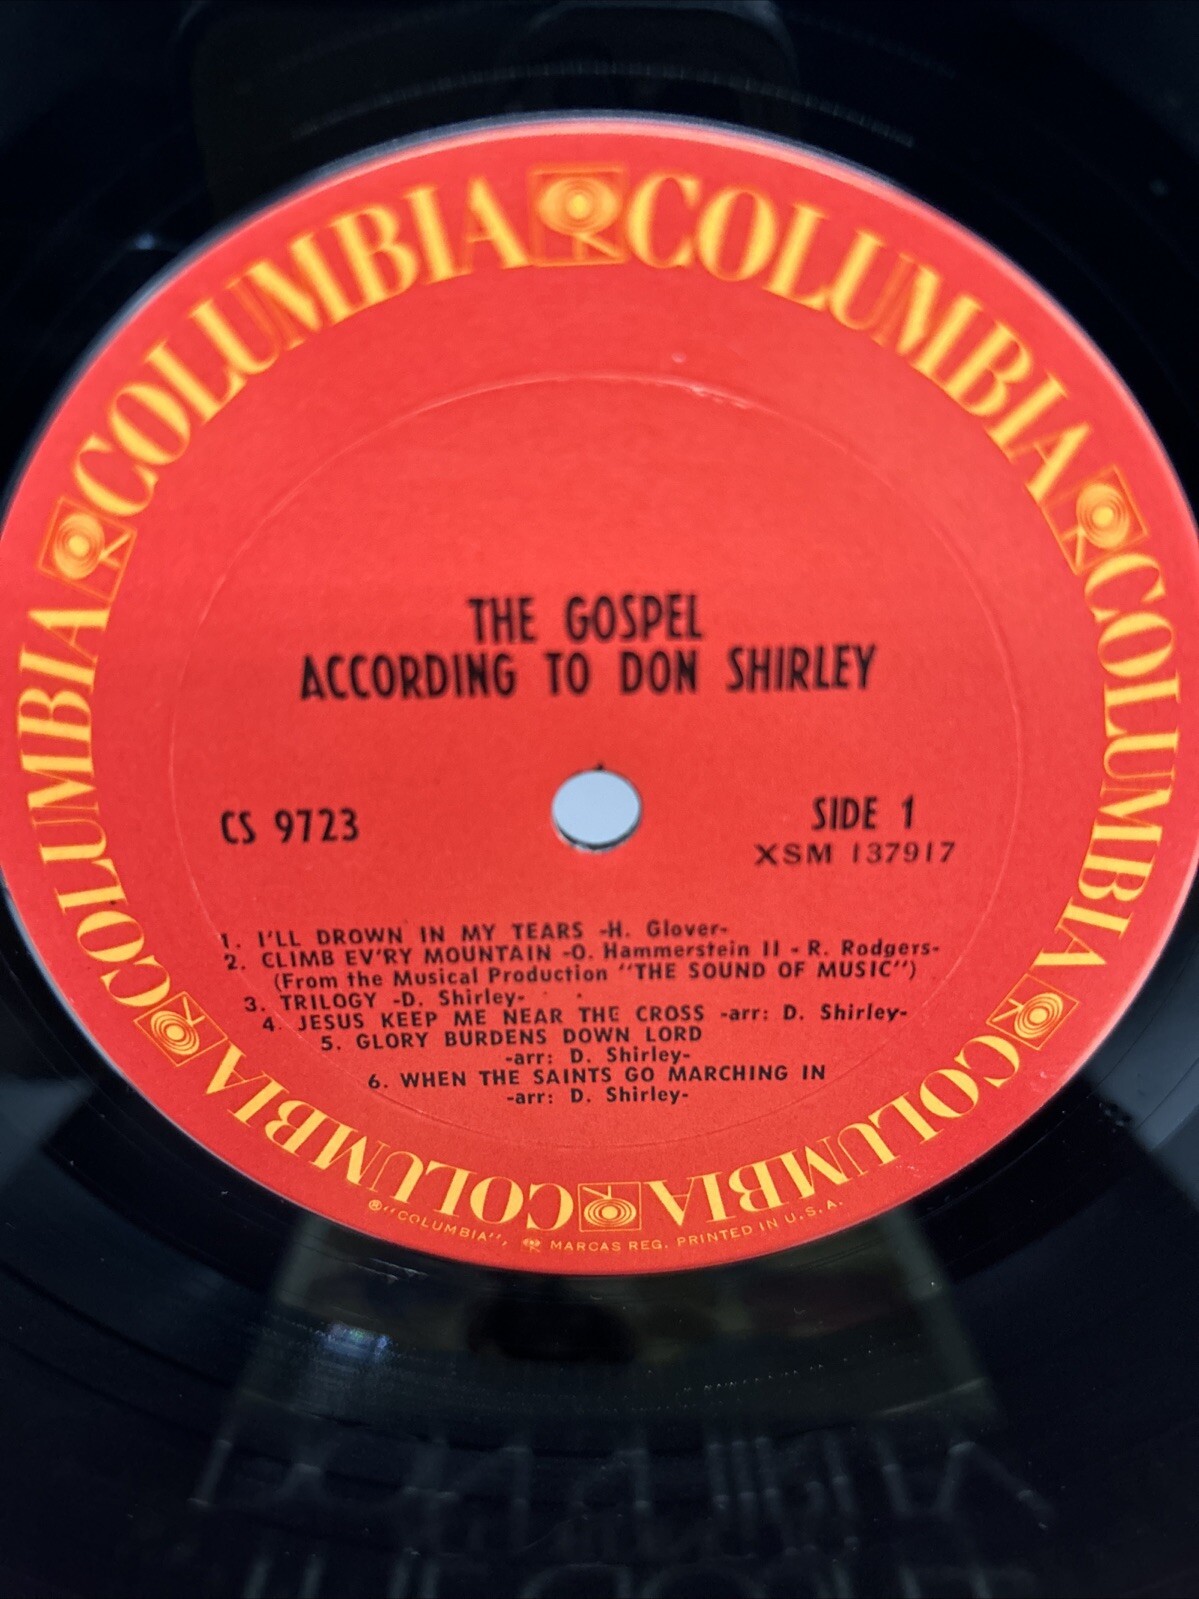 COLUMBIA COLUMBIA COLUMBIA COLUMBIA COLUMBIA COLUMBIA
THE GOSPEL
ACCORDING TO DON SHIRLEY
CS 9723
SIDE 1
XSM 137917
1. I'LL DROWN IN MY TEARS -H. Glover-
2. CLIMB EV'RY MOUNTAIN -O. Hammerstein II - R. Rodgers-
(From the Musical Production "THE SOUND OF MUSIC")
3. TRILOGY -D. Shirley-
4. JESUS KEEP ME NEAR THE CROSS -arr: D. Shirley-
5. GLORY BURDENS DOWN LORD
-arr: D. Shirley-
6. WHEN THE SAINTS GO MARCHING IN
-arr: D. Shirley-
®"COLUMBIA", MARCAS REG. PRINTED IN U.S.A.